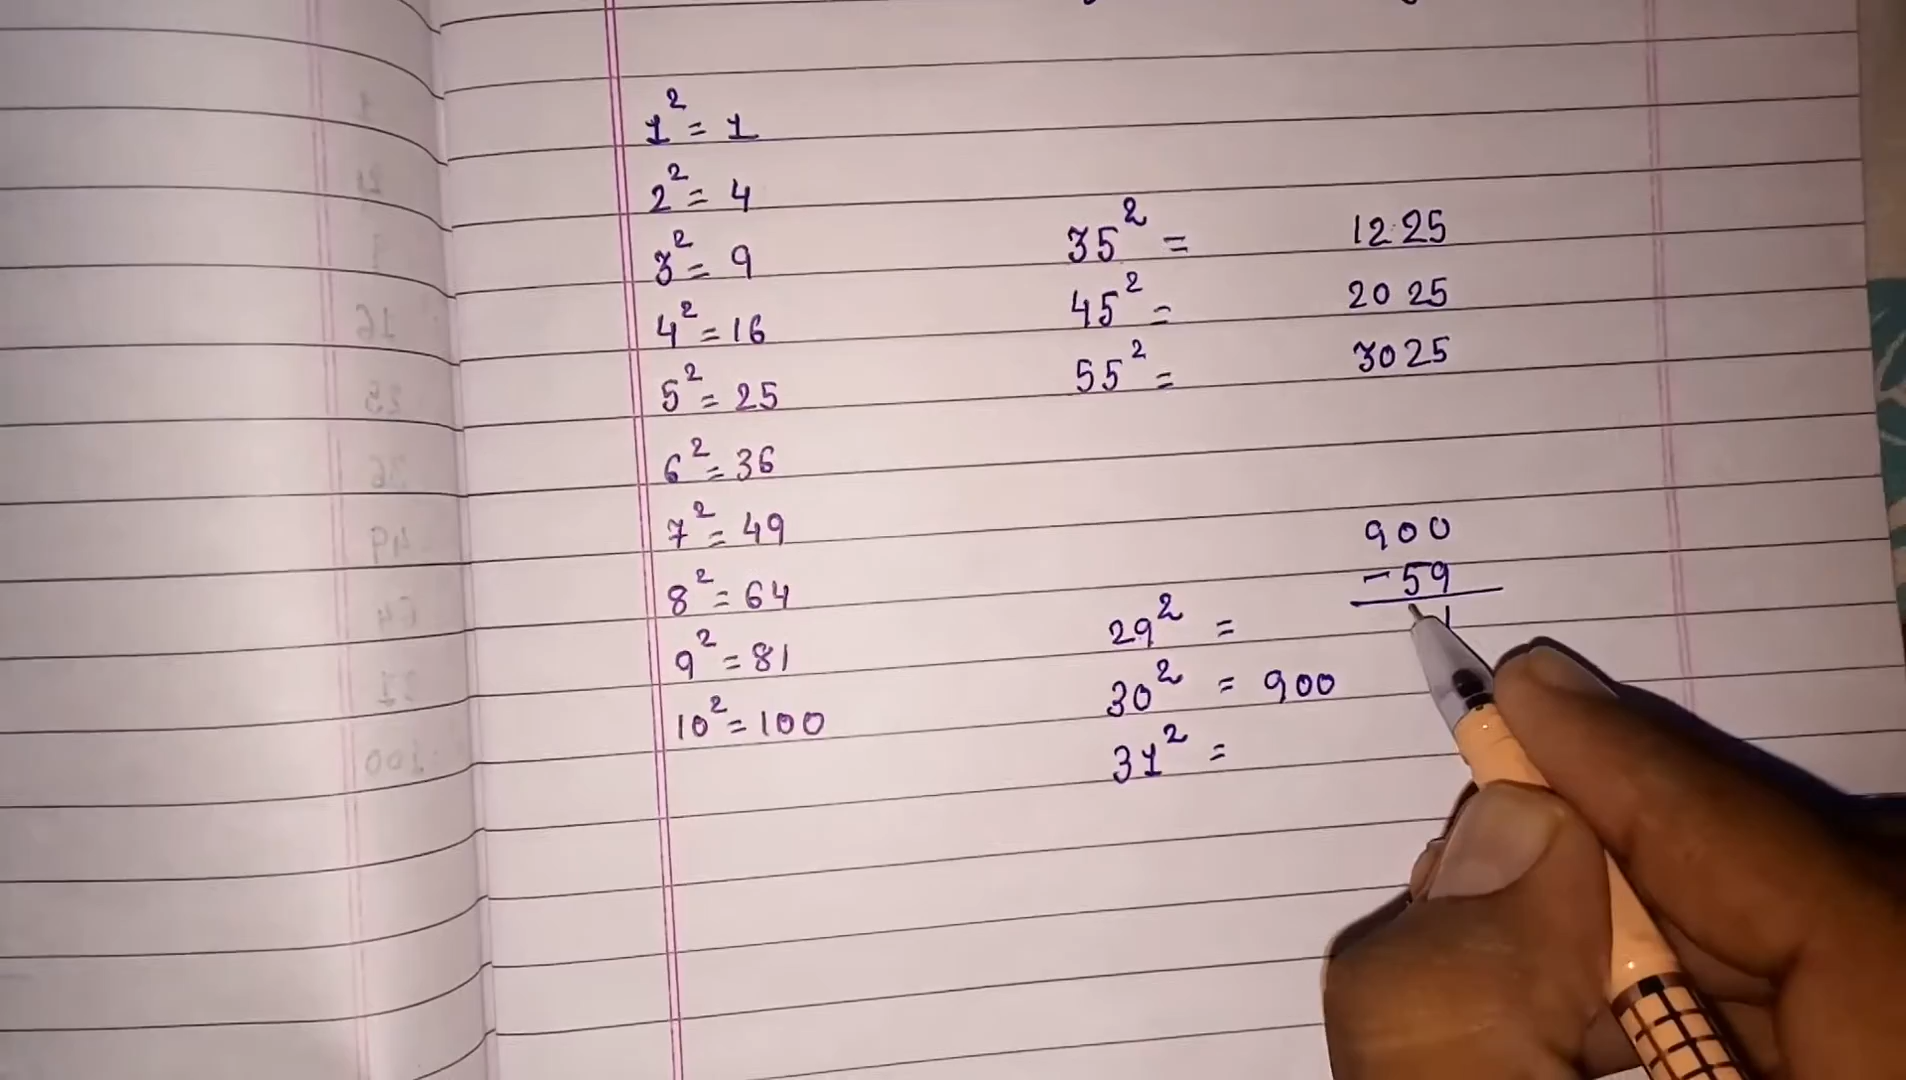 1² = 1
2² = 4
3² = 9
4² = 16
5² = 25
6² = 36
7² = 49
8² = 64
9² = 81
10² = 100
35² = 1225
45² = 2025
55² = 3025
900
- 59
1
29² =
30² = 900
31² =